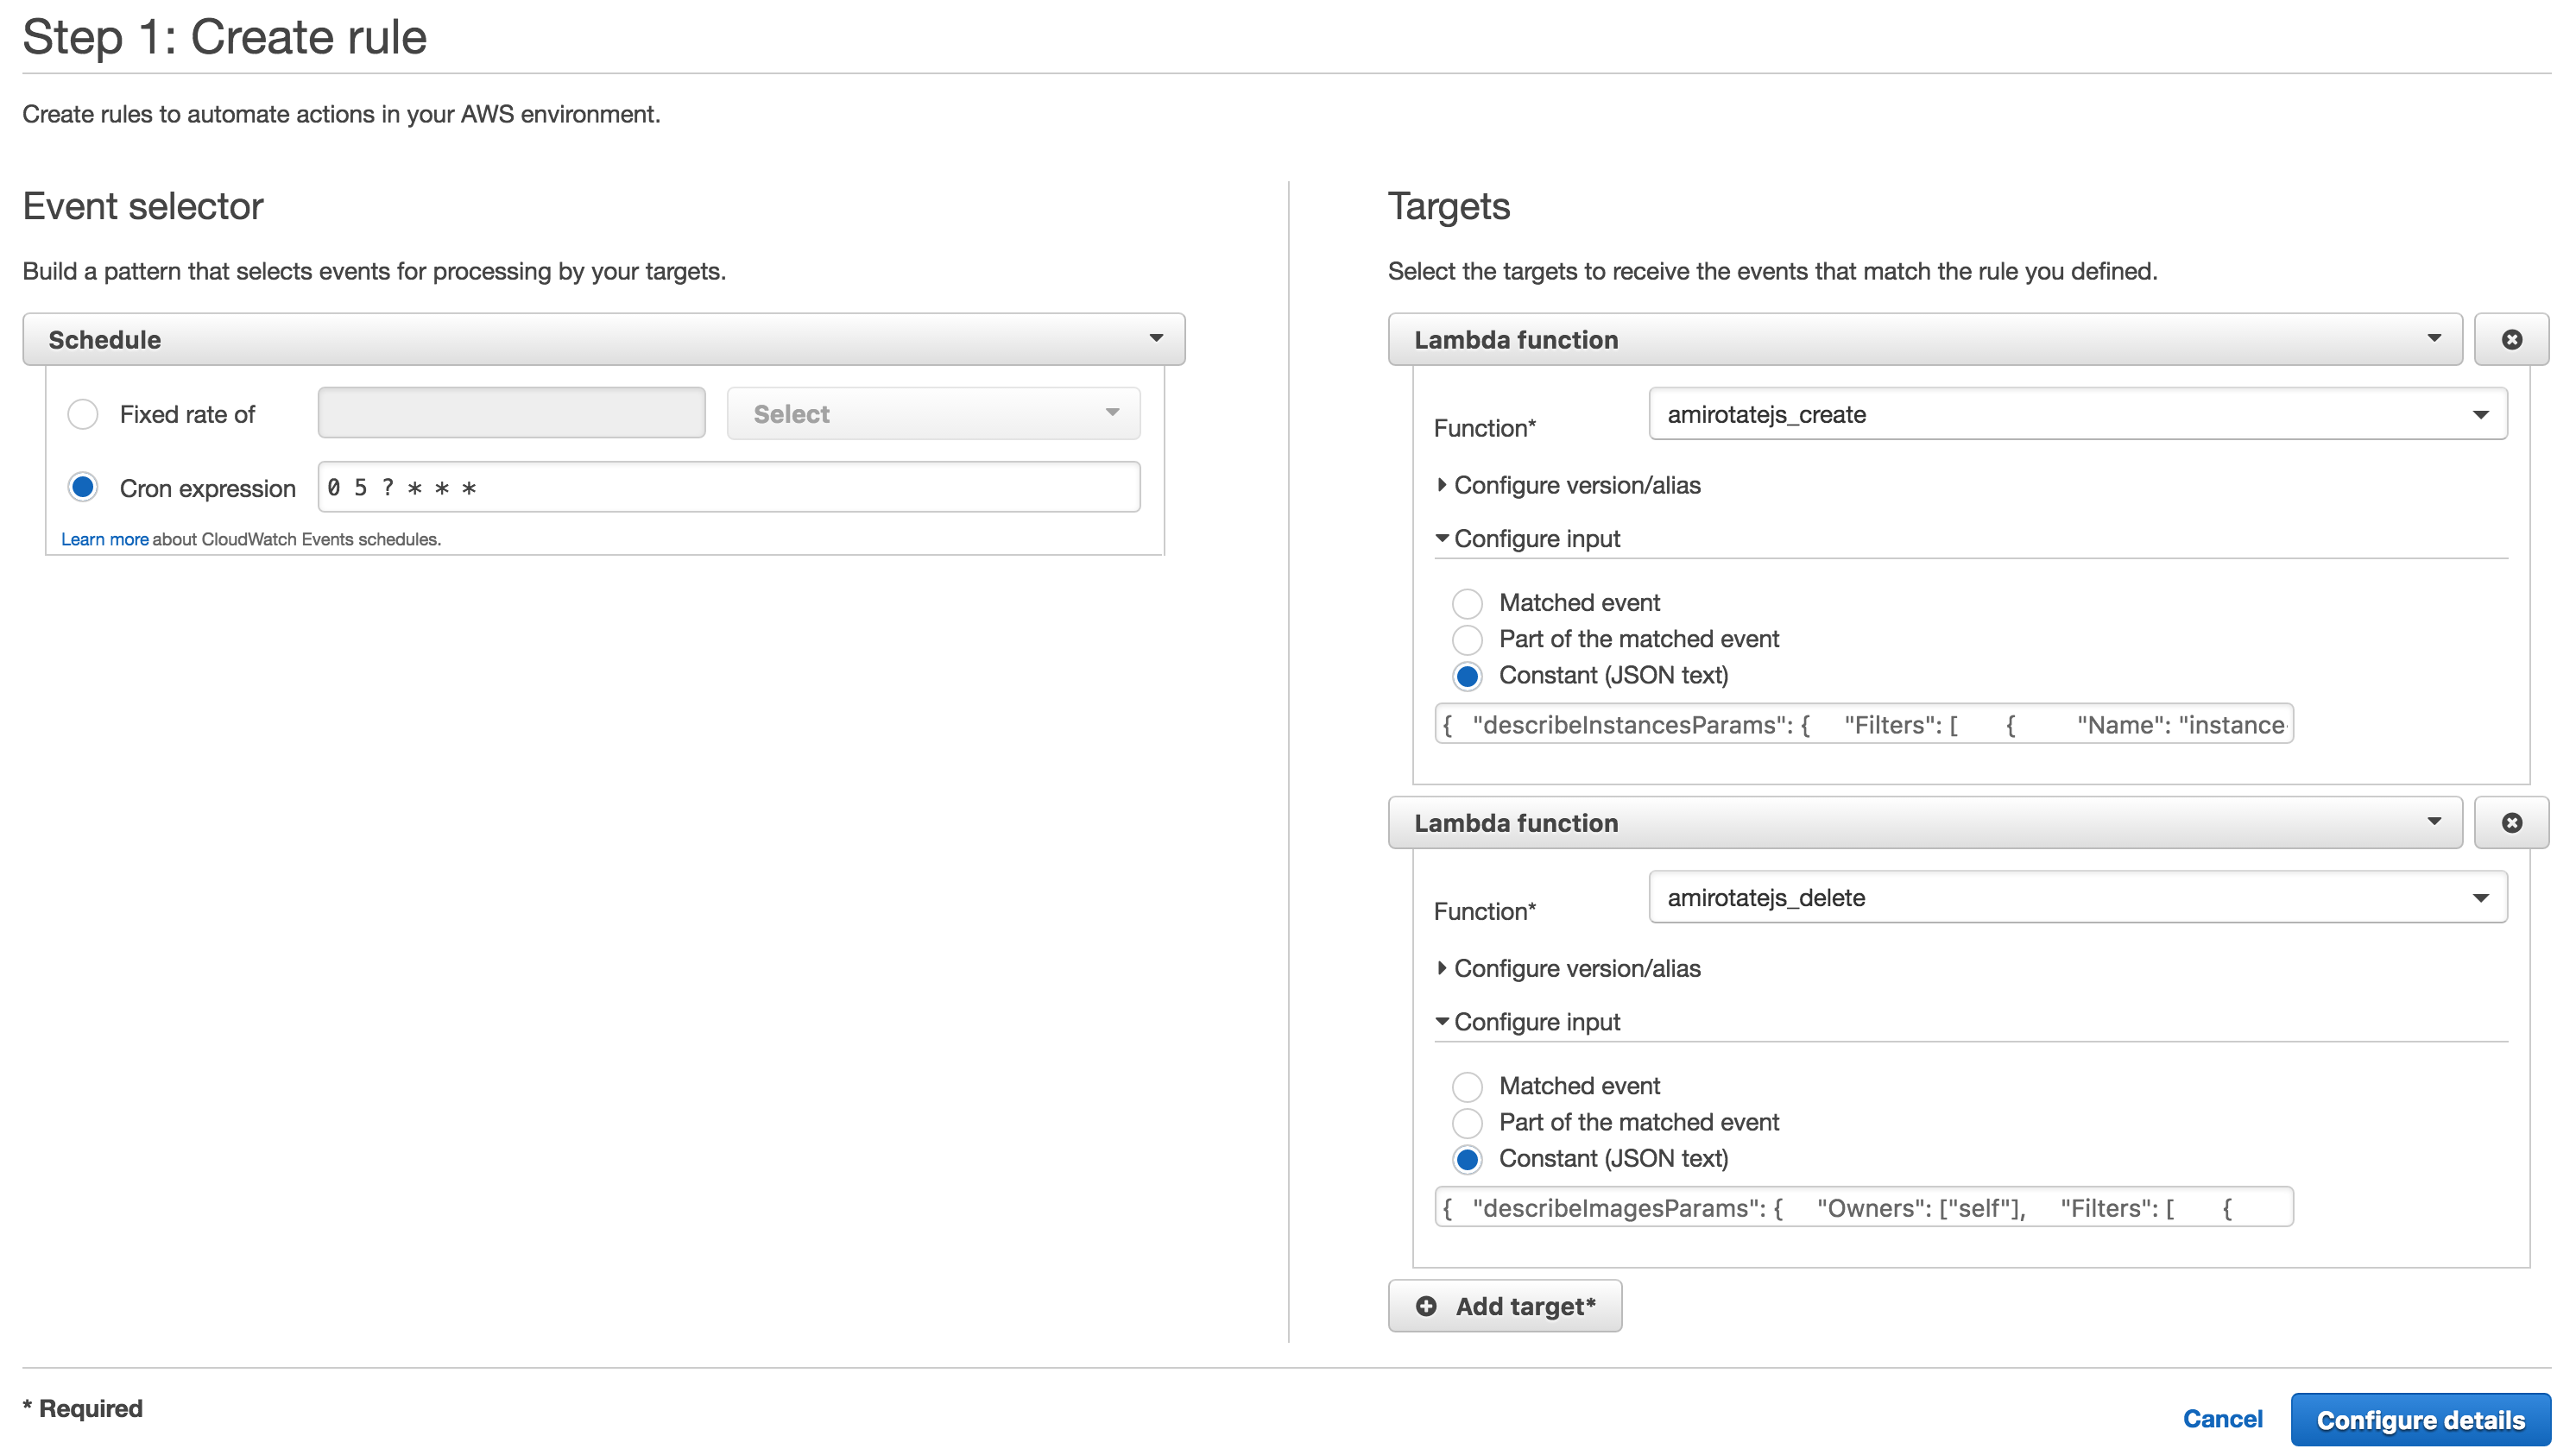 Step 1: Create rule
Create rules to automate actions in your AWS environment.
Event selector
Build a pattern that selects events for processing by your targets.
Schedule
Fixed rate of
Select
Cron expression
0 5 ? * * *
Learn more about CloudWatch Events schedules.
Targets
Select the targets to receive the events that match the rule you defined.
Lambda function
Function*
amirotatejs_create
Configure version/alias
Configure input
Matched event
Part of the matched event
Constant (JSON text)
{ "describeInstancesParams": { "Filters": [ { "Name": "instance-
Lambda function
Function*
amirotatejs_delete
Configure version/alias
Configure input
Matched event
Part of the matched event
Constant (JSON text)
{ "describeImagesParams": { "Owners": ["self"], "Filters": [ {
Add target*
* Required
Cancel
Configure details